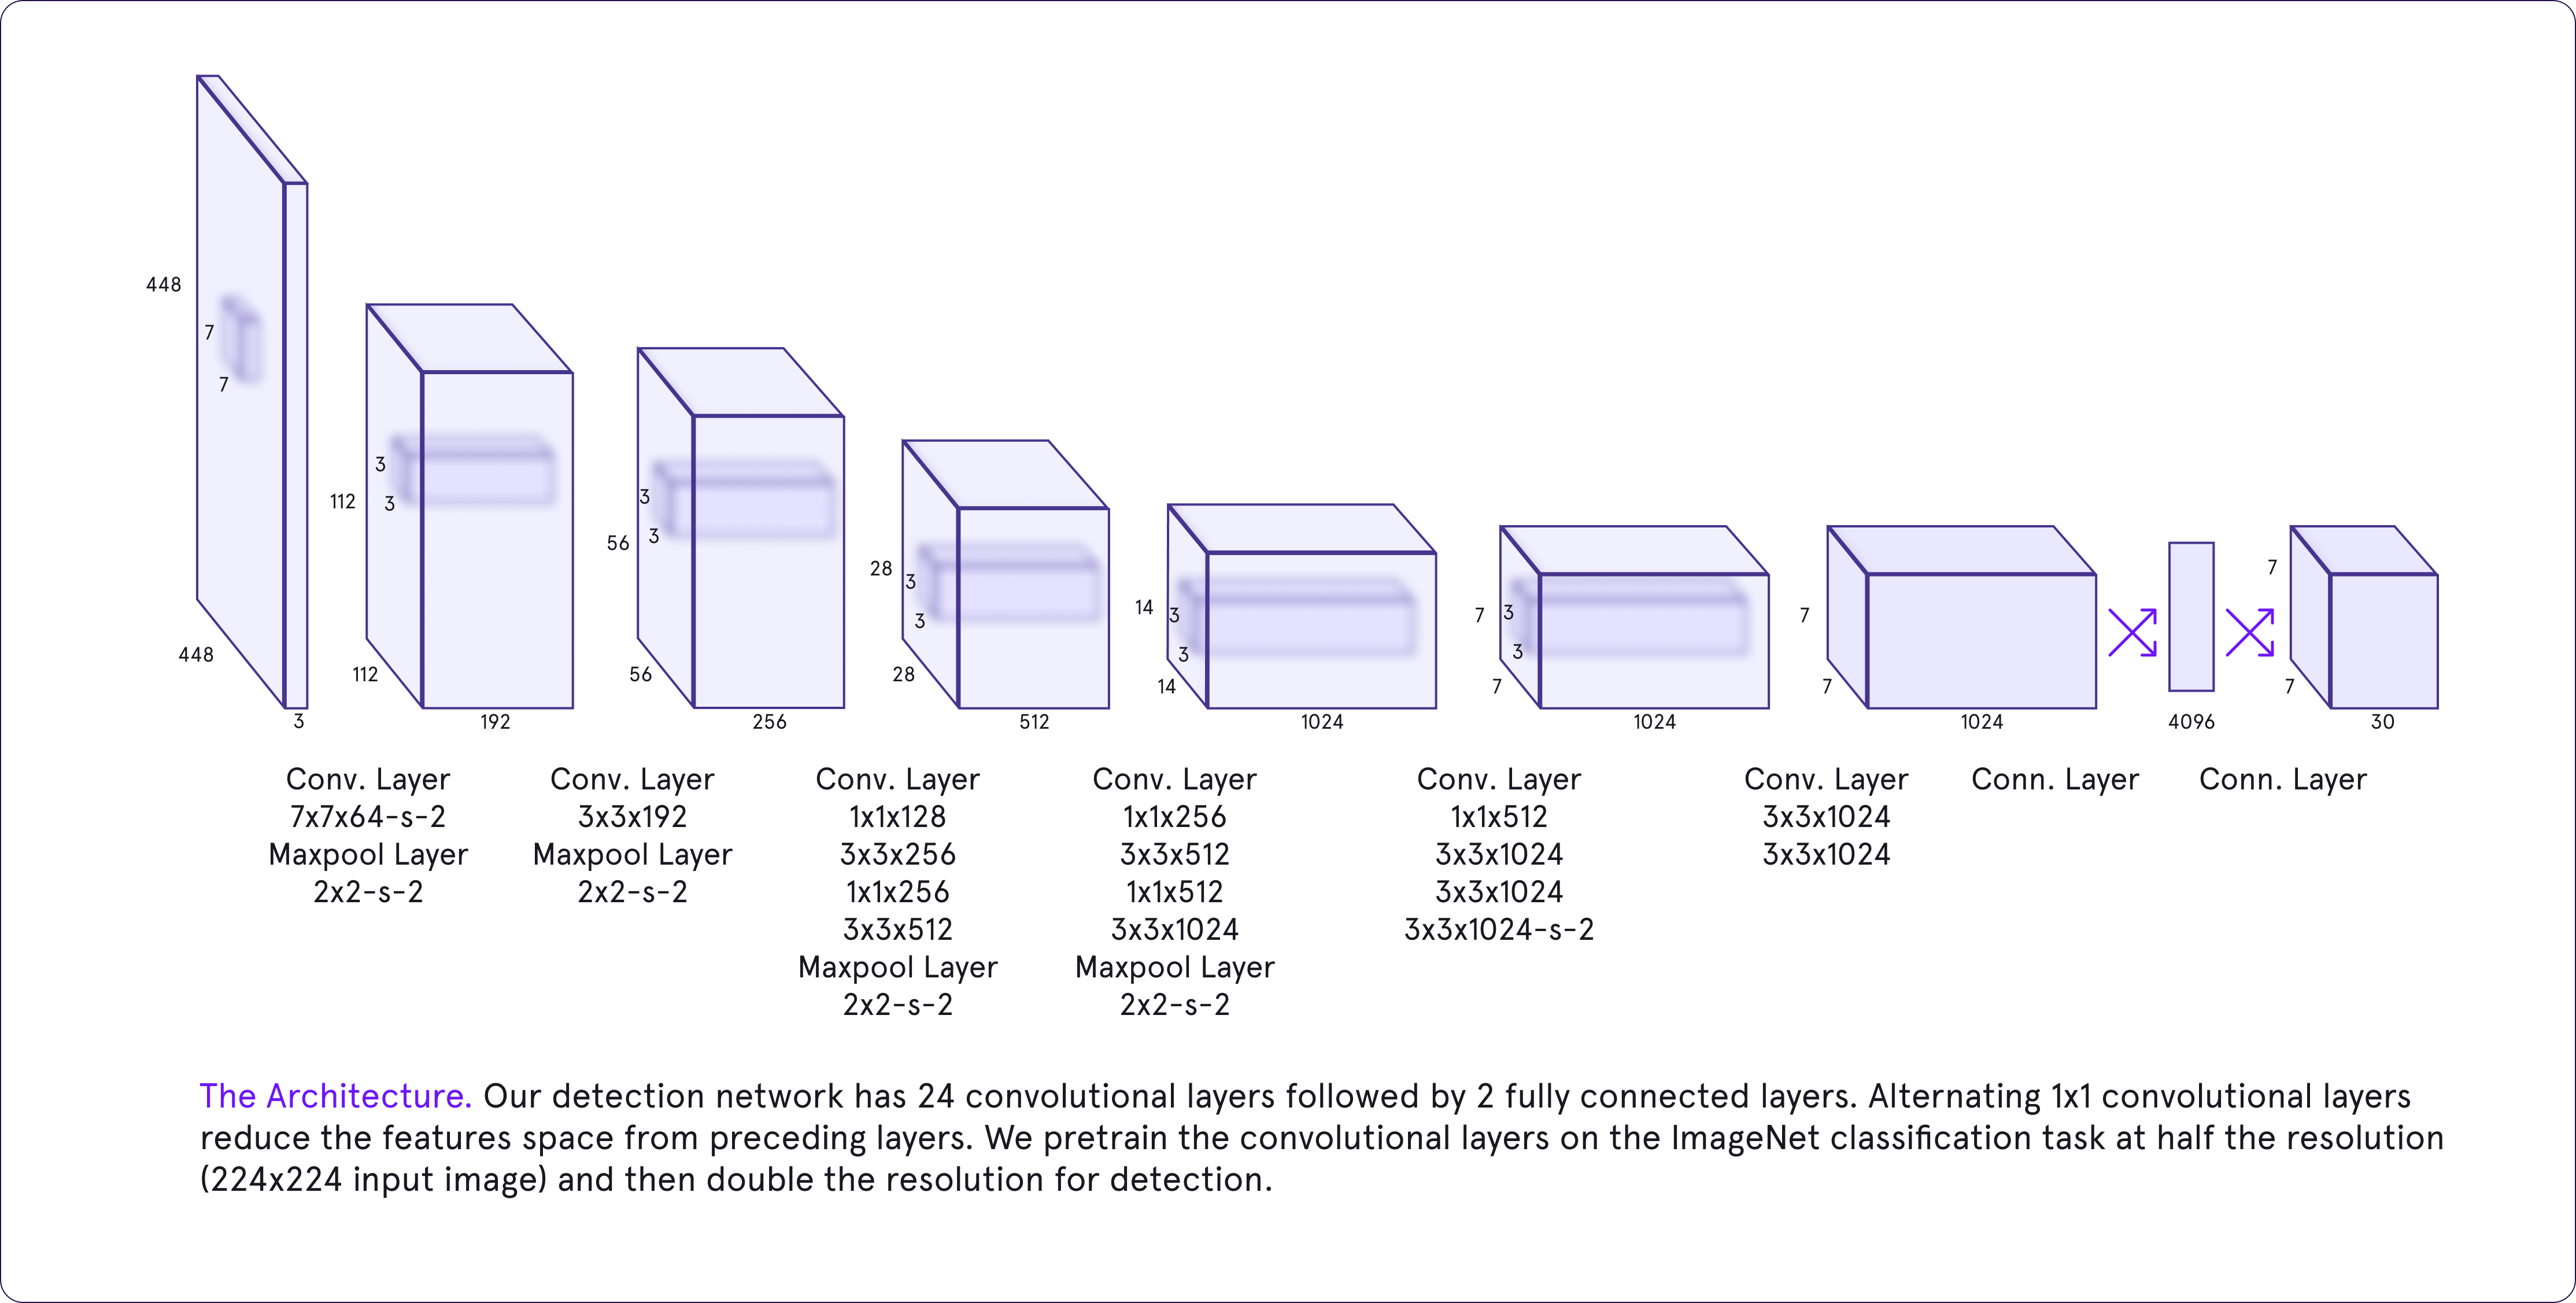 448
7
7
448
3
112
3
3
112
192
56
3
3
56
256
28
3
3
28
512
14
3
3
14
1024
7
3
3
7
1024
7
7
1024
4096
7
7
30
Conv. Layer
7x7x64-s-2
Maxpool Layer
2x2-s-2
Conv. Layer
3x3x192
Maxpool Layer
2x2-s-2
Conv. Layer
1x1x128
3x3x256
1x1x256
3x3x512
Maxpool Layer
2x2-s-2
Conv. Layer
1x1x256
3x3x512
1x1x512
3x3x1024
Maxpool Layer
2x2-s-2
Conv. Layer
1x1x512
3x3x1024
3x3x1024
3x3x1024-s-2
Conv. Layer
3x3x1024
3x3x1024
Conn. Layer
Conn. Layer
The Architecture. Our detection network has 24 convolutional layers followed by 2 fully connected layers. Alternating 1x1 convolutional layers
reduce the features space from preceding layers. We pretrain the convolutional layers on the ImageNet classification task at half the resolution
(224x224 input image) and then double the resolution for detection.